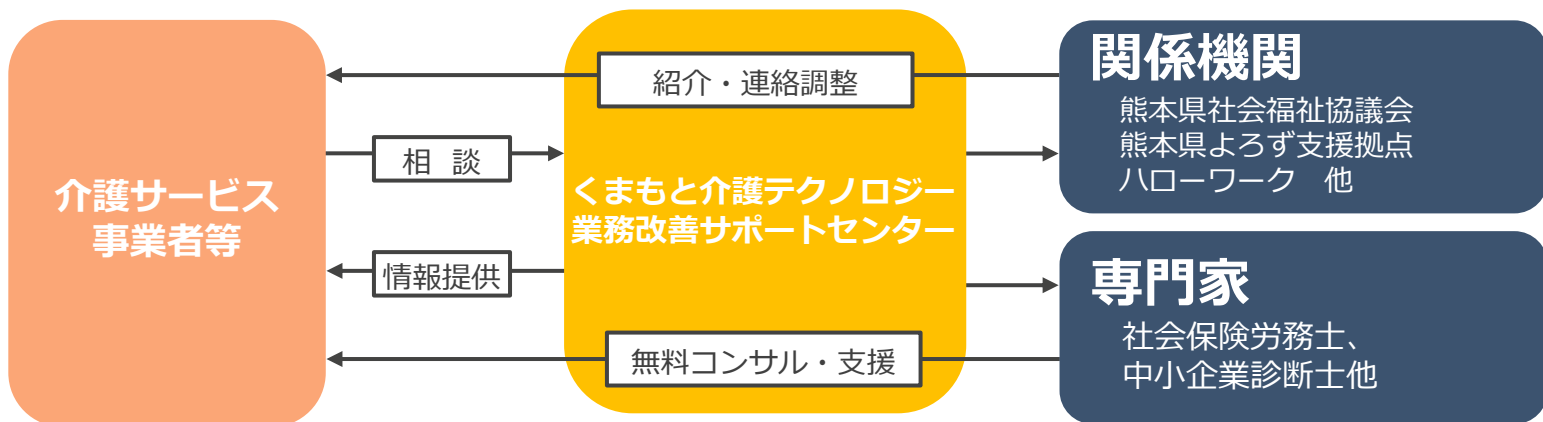 介護サービス
事業者等
紹介・連絡調整
相 談
情報提供
無料コンサル・支援
くまもと介護テクノロジー
業務改善サポートセンター
関係機関
熊本県社会福祉協議会
熊本県よろず支援拠点
ハローワーク 他
専門家
社会保険労務士、
中小企業診断士他